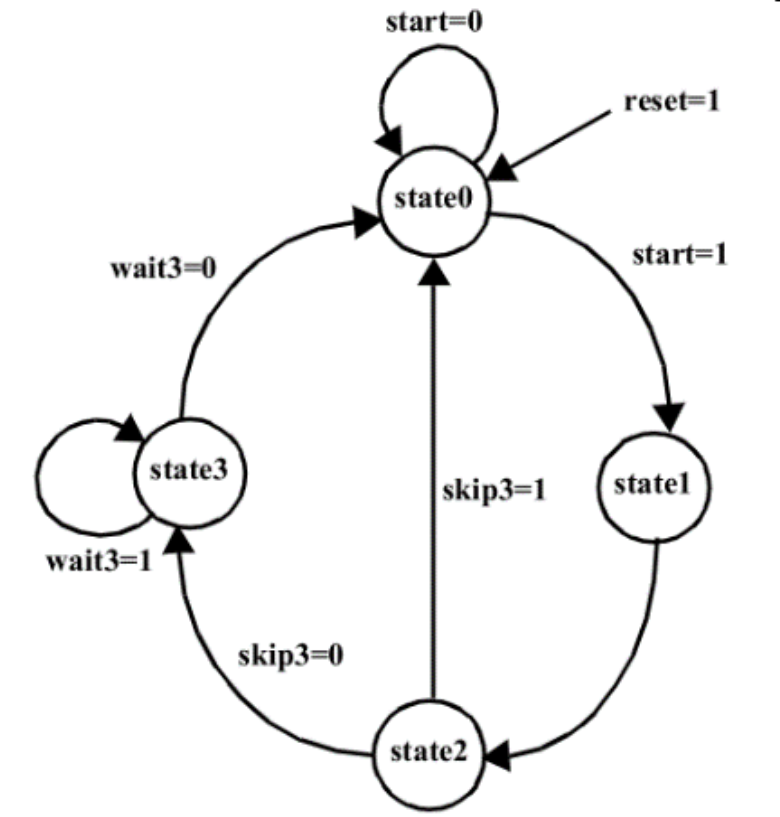 start=0
reset=1
state0
start=1
wait3=0
state3
state1
skip3=1
wait3=1
skip3=0
state2